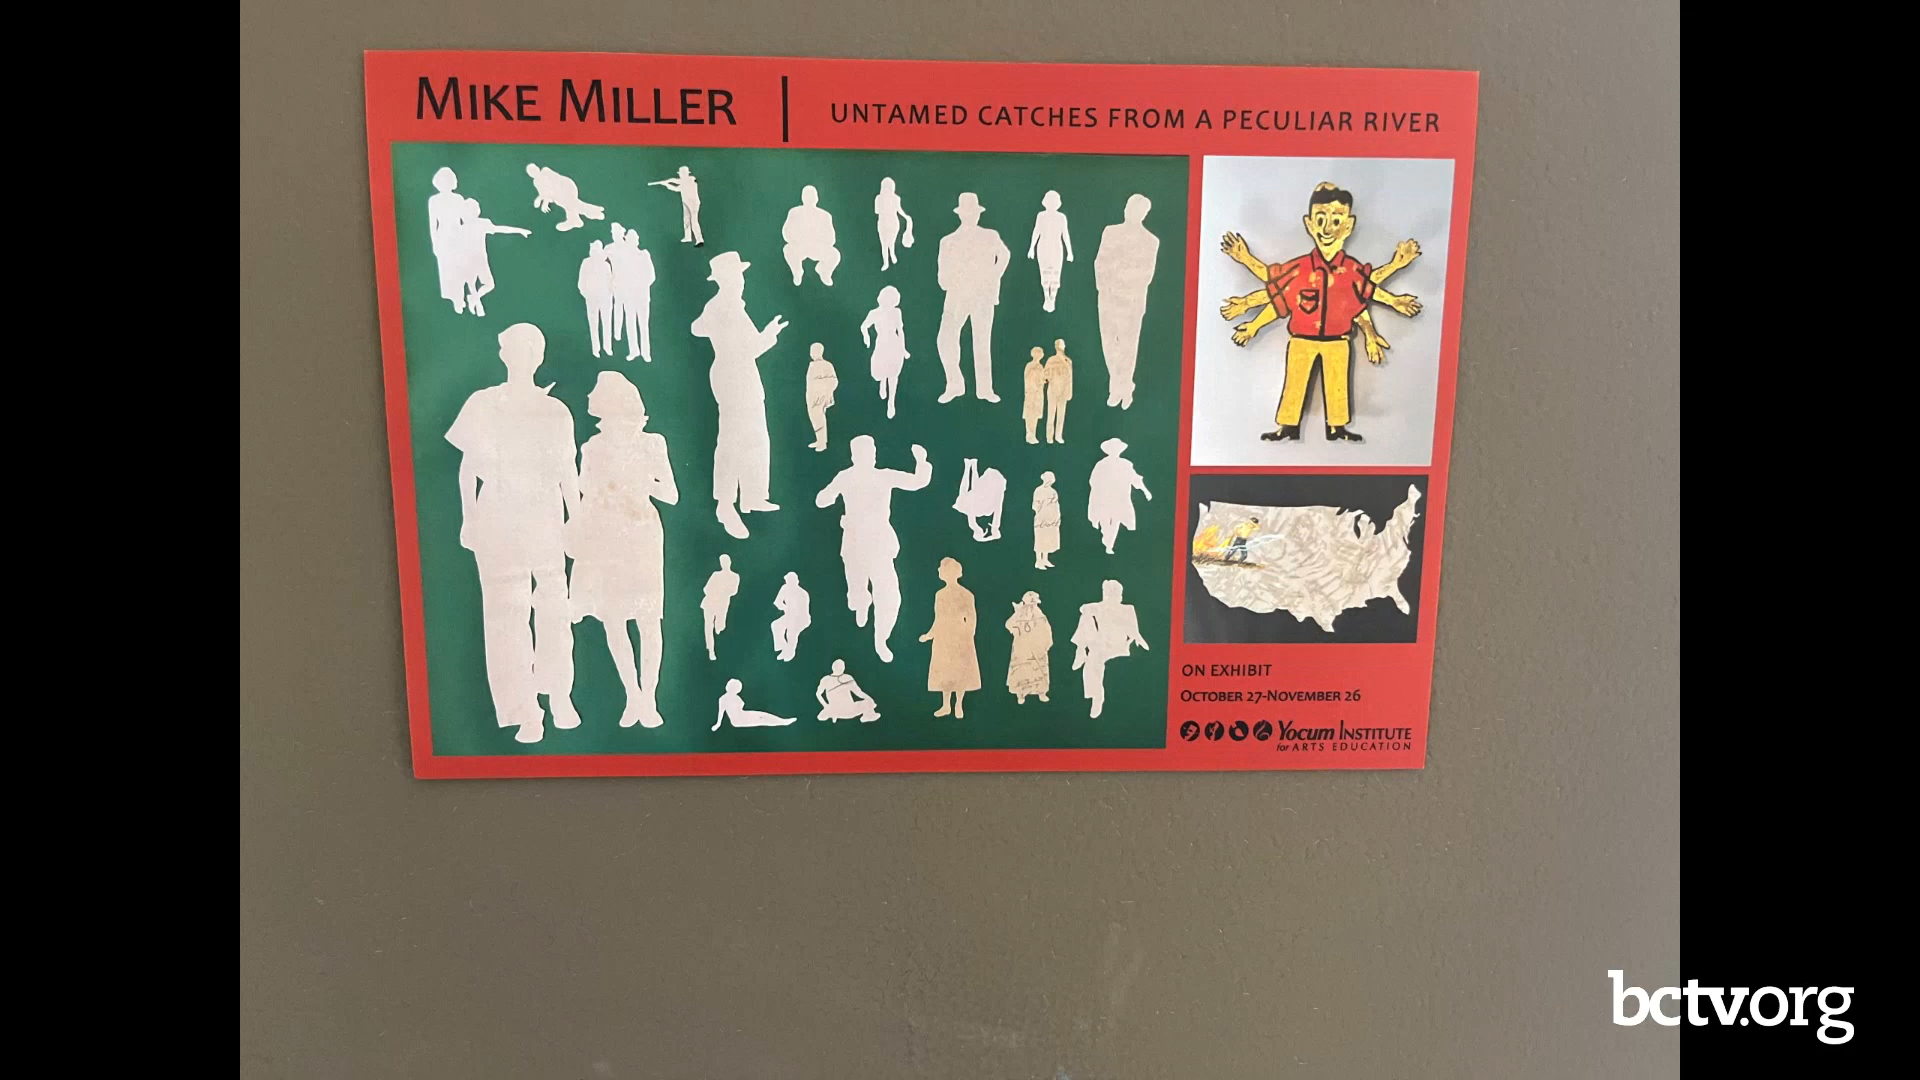 MIKE MILLER | UNTAMED CATCHES FROM A PECULIAR RIVER
ON EXHIBIT
OCTOBER 27-NOVEMBER 26
Yocum INSTITUTE
for ARTS EDUCATION
bctv.org